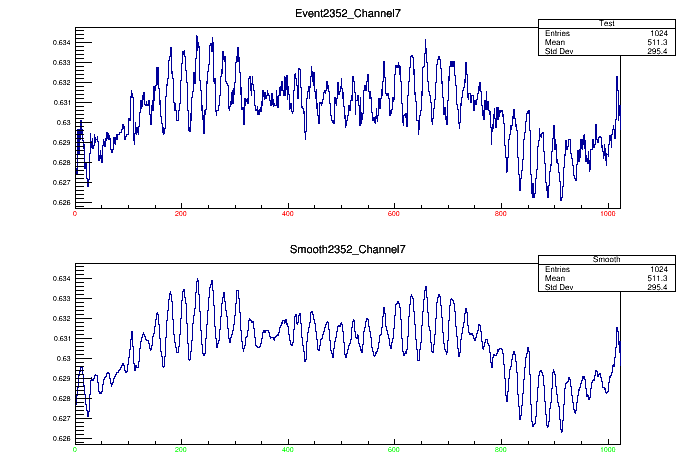 Event2352_Channel7
Test
Entries 1024
Mean 511.3
Std Dev 295.4
0.634
0.633
0.632
0.631
0.63
0.629
0.628
0.627
0.626
0 200 400 600 800 1000
Smooth2352_Channel7
Smooth
Entries 1024
Mean 511.3
Std Dev 295.4
0.634
0.633
0.632
0.631
0.63
0.629
0.628
0.627
0.626
0 200 400 600 800 1000